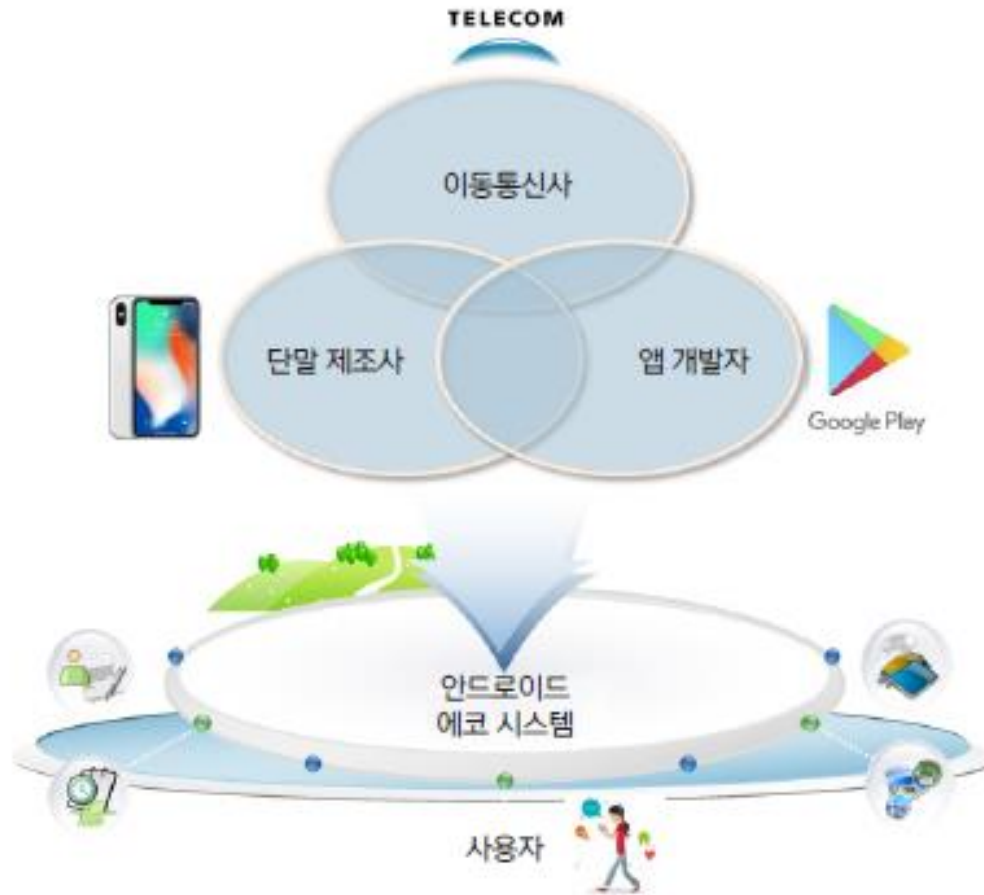 TELECOM
이동통신사
단말 제조사
앱 개발자
Google Play
안드로이드
에코 시스템
사용자